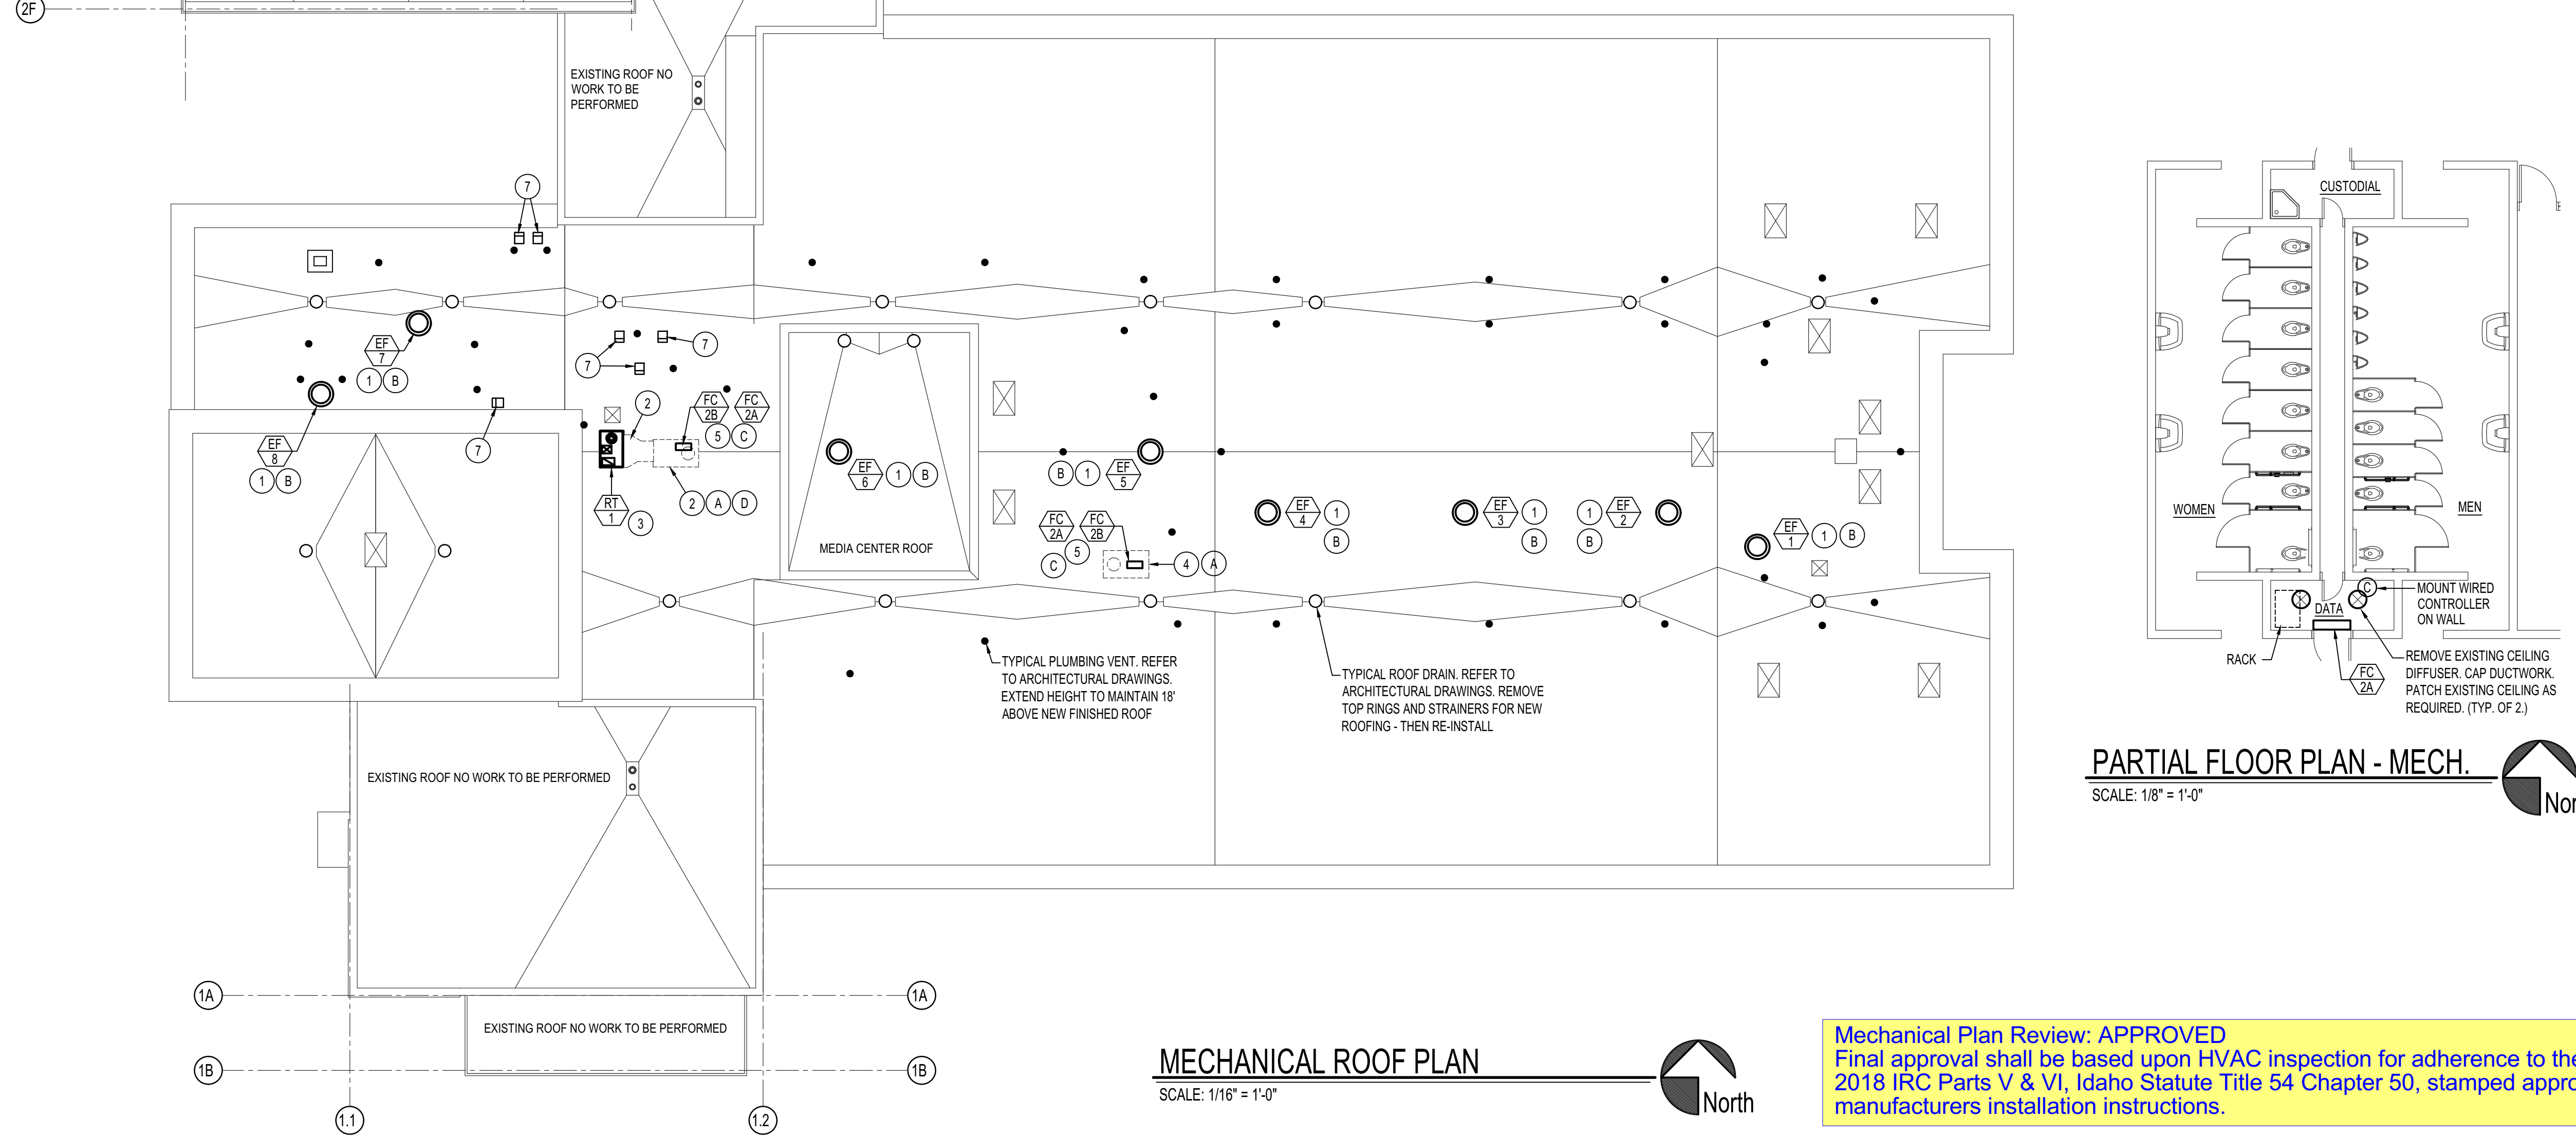 2F
EXISTING ROOF NO
WORK TO BE
PERFORMED
7
EF
7
1 B
EF
8
1 B
7
7
7
2
FC
2B
FC
2A
5 C
RT
1
3
2 A D
EF
6
1 B
MEDIA CENTER ROOF
B 1
EF
5
FC
2A
FC
2B
5
C
4 A
EF
4
1
B
EF
3
1
B
1
EF
2
B
EF
1
1 B
TYPICAL PLUMBING VENT. REFER
TO ARCHITECTURAL DRAWINGS.
EXTEND HEIGHT TO MAINTAIN 18'
ABOVE NEW FINISHED ROOF
TYPICAL ROOF DRAIN. REFER TO
ARCHITECTURAL DRAWINGS. REMOVE
TOP RINGS AND STRAINERS FOR NEW
ROOFING - THEN RE-INSTALL
EXISTING ROOF NO WORK TO BE PERFORMED
1A
1A
EXISTING ROOF NO WORK TO BE PERFORMED
1B
1B
1.1
1.2
MECHANICAL ROOF PLAN
SCALE: 1/16" = 1'-0"
North
CUSTODIAL
WOMEN
MEN
DATA
C
MOUNT WIRED
CONTROLLER
ON WALL
RACK
FC
2A
REMOVE EXISTING CEILING
DIFFUSER. CAP DUCTWORK.
PATCH EXISTING CEILING AS
REQUIRED. (TYP. OF 2.)
PARTIAL FLOOR PLAN - MECH.
SCALE: 1/8" = 1'-0"
Mechanical Plan Review: APPROVED
Final approval shall be based upon HVAC inspection for adherence to the
2018 IRC Parts V & VI, Idaho Statute Title 54 Chapter 50, stamped
manufacturers installation instructions.